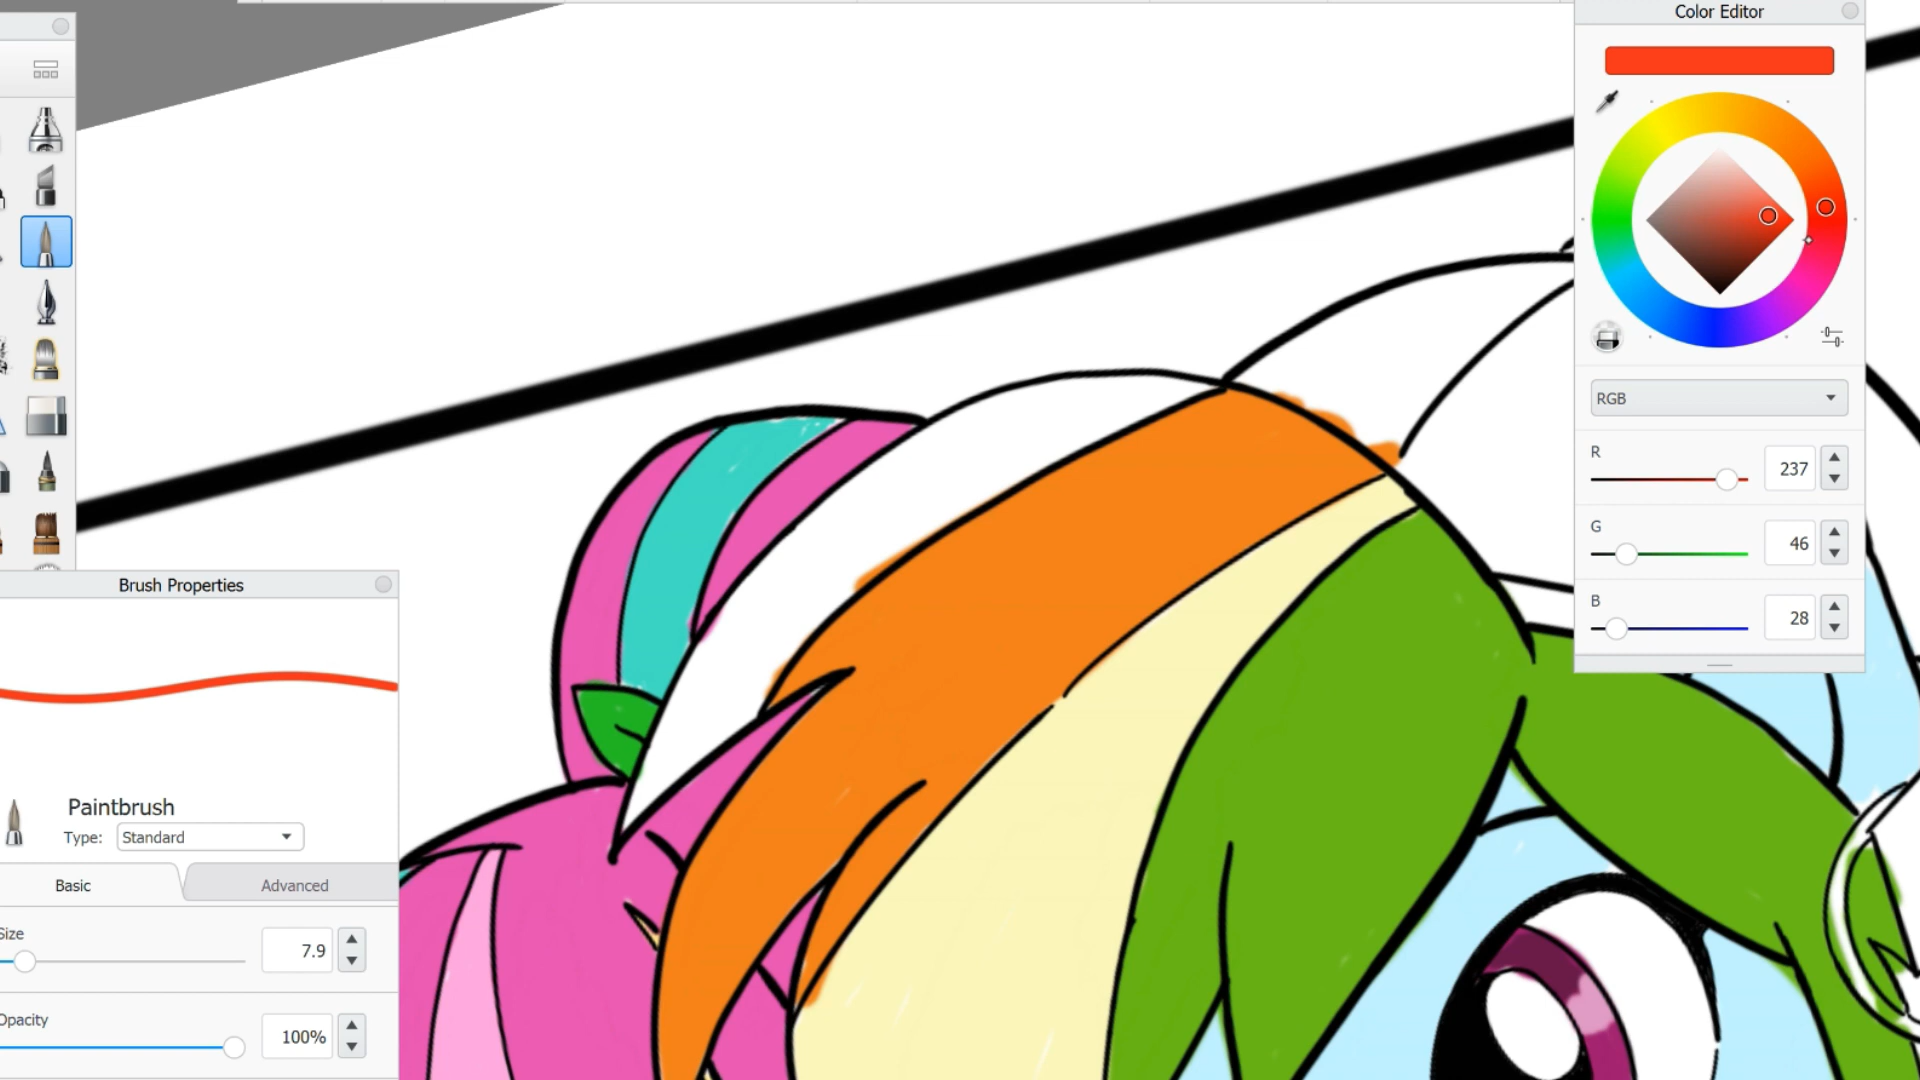 Color Editor
RGB
R
237
G
46
B
28
Brush Properties
Paintbrush
Type: Standard
Basic
Advanced
Size
7.9
Opacity
100%